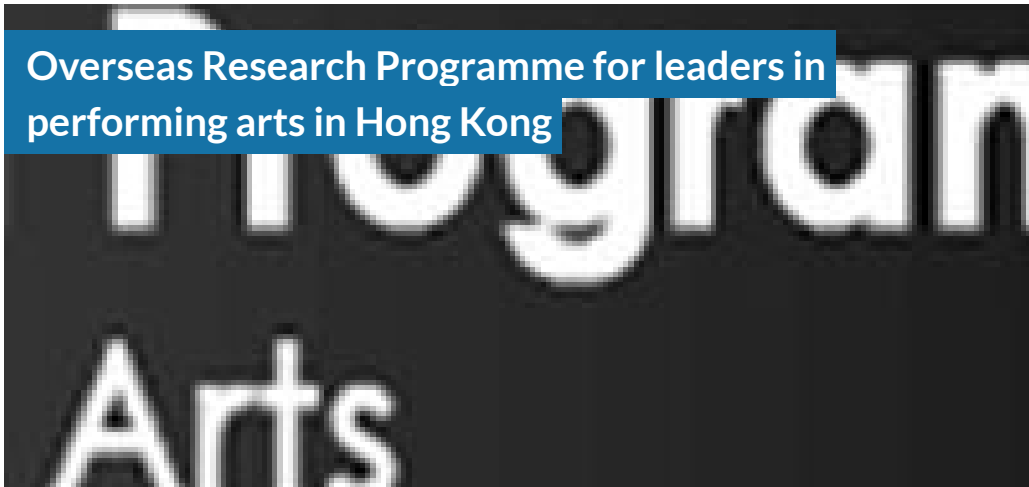 Overseas Research Programme for leaders in
performing arts in Hong Kong
Arts